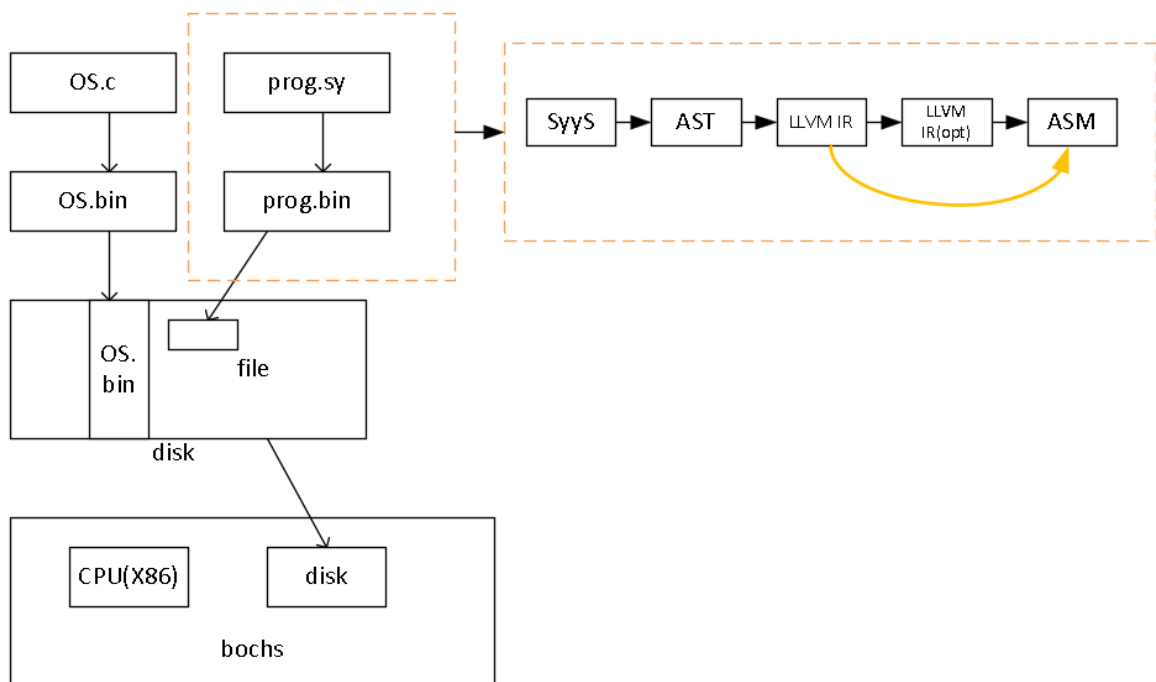 OS.c
prog.sy
OS.bin
prog.bin
SyyS
AST
LLVM IR
LLVM
IR(opt)
ASM
OS.
bin
file
disk
CPU(X86)
disk
bochs